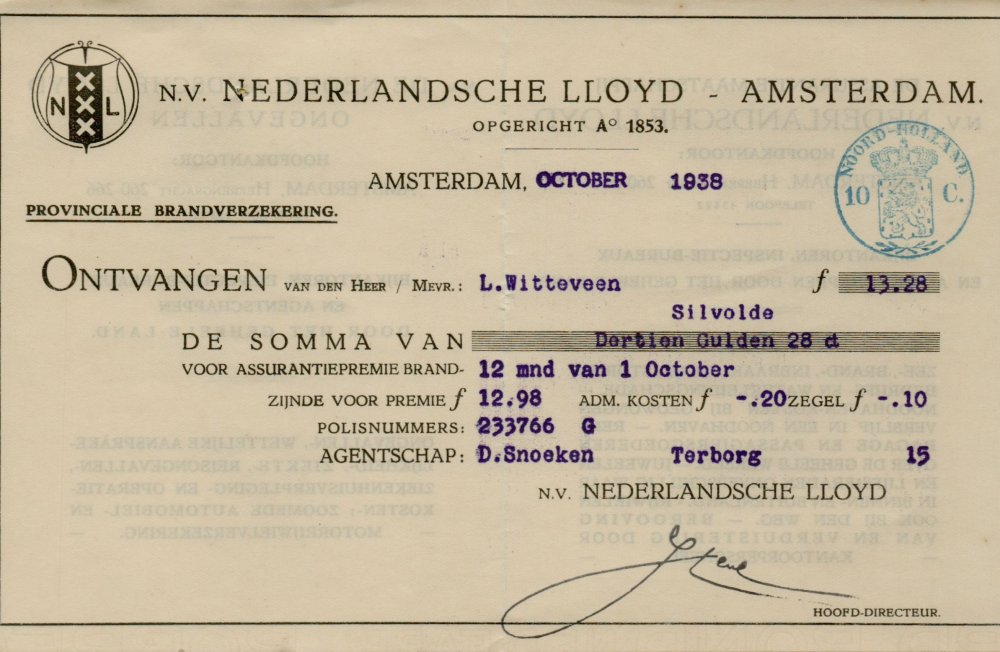 N L
N.V. NEDERLANDSCHE LLOYD - AMSTERDAM.
OPGERICHT Aº 1853.
NOORD-HOLLAND
10 C.
AMSTERDAM, OCTOBER 1938
PROVINCIALE BRANDVERZEKERING.
ONTVANGEN VAN DEN HEER / MEVR.: L.Witteveen f 13.28
Silvolde
DE SOMMA VAN Dertien Gulden 28 ct
VOOR ASSURANTIEPREMIE BRAND- 12 mnd van 1 October
ZIJNDE VOOR PREMIE f 12.98 ADM. KOSTEN f -.20 ZEGEL f -.10
POLISNUMMERS: 233766 G
AGENTSCHAP: D.Snoeken Terborg 15
N.V. NEDERLANDSCHE LLOYD
HOOFD-DIRECTEUR.